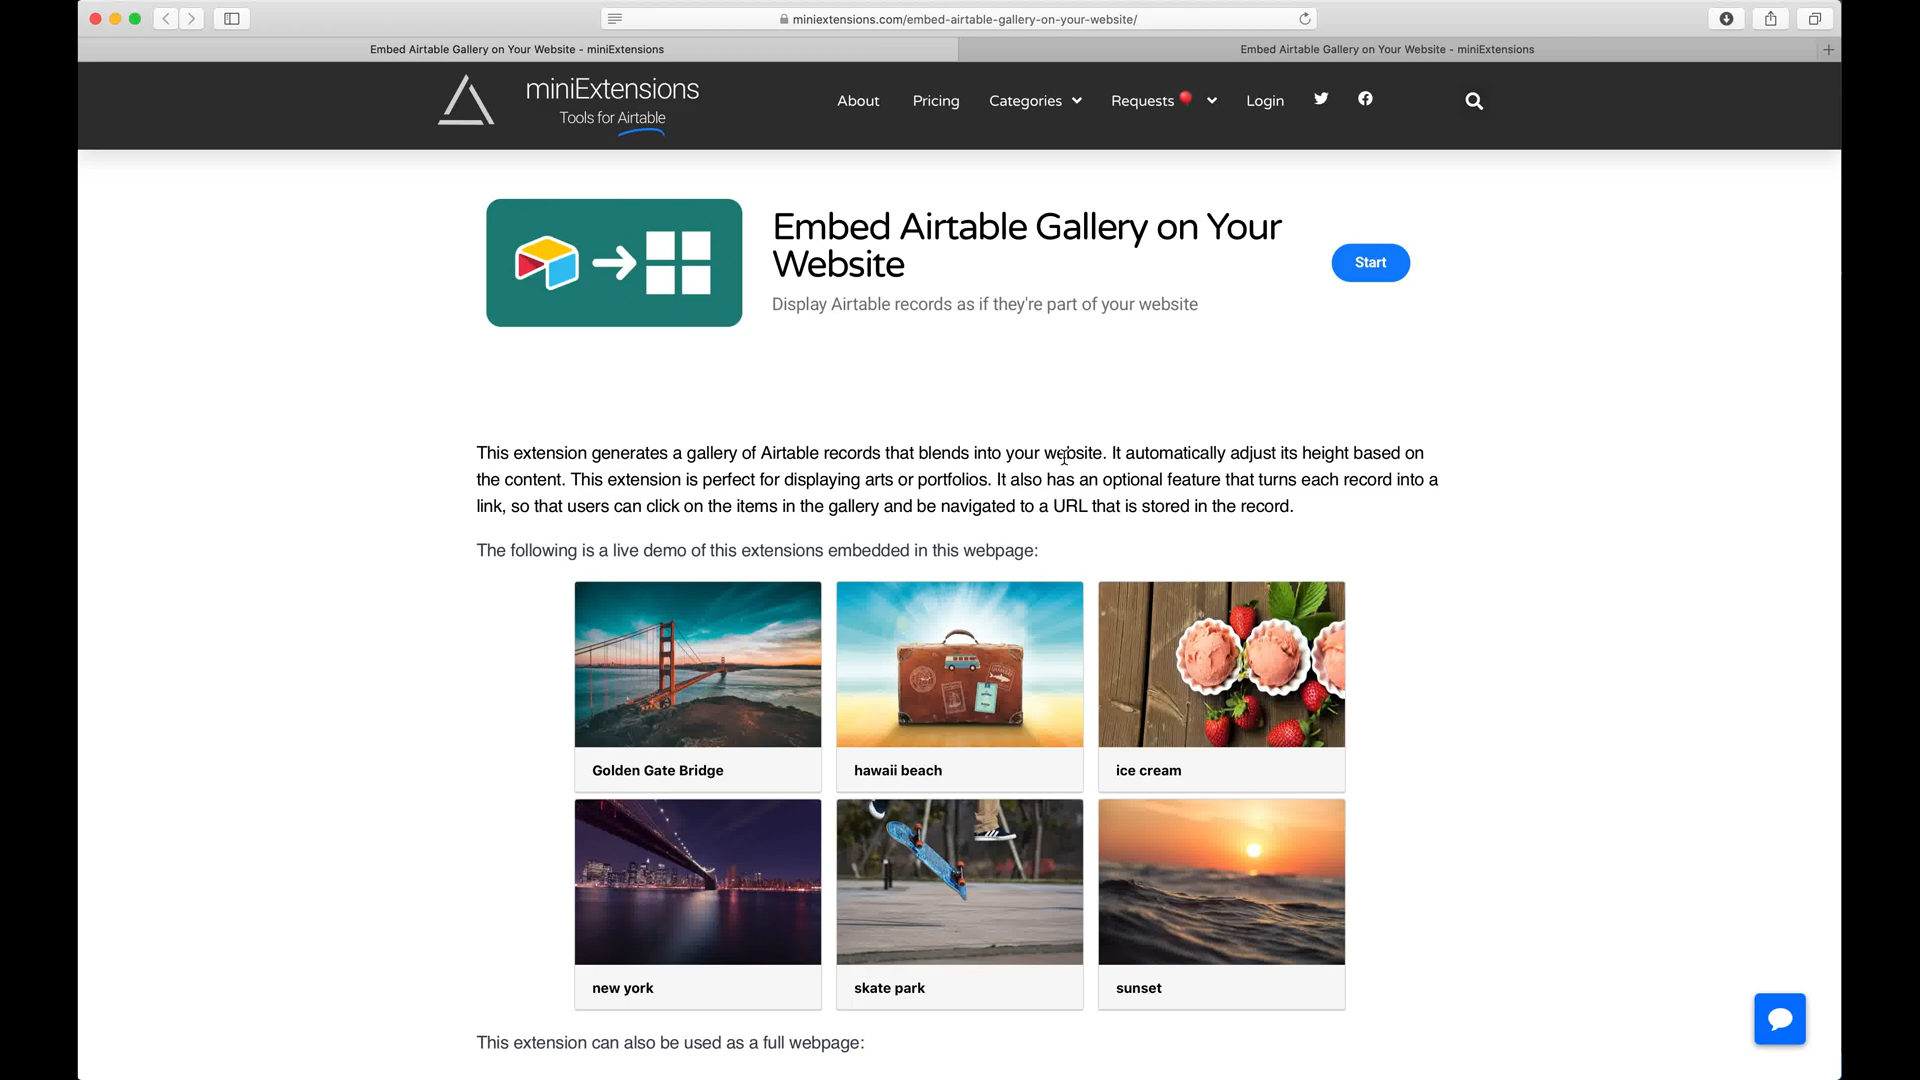 miniextensions.com/embed-airtable-gallery-on-your-website/
Embed Airtable Gallery on Your Website - miniExtensions
Embed Airtable Gallery on Your Website - miniExtensions
miniExtensions
Tools for Airtable
About
Pricing
Categories
Requests
Login
Embed Airtable Gallery on Your
Website
Display Airtable records as if they're part of your website
Start
This extension generates a gallery of Airtable records that blends into your website. It automatically adjust its height based on
the content. This extension is perfect for displaying arts or portfolios. It also has an optional feature that turns each record into a
link, so that users can click on the items in the gallery and be navigated to a URL that is stored in the record.
The following is a live demo of this extensions embedded in this webpage:
Golden Gate Bridge
hawaii beach
ice cream
new york
skate park
sunset
This extension can also be used as a full webpage: